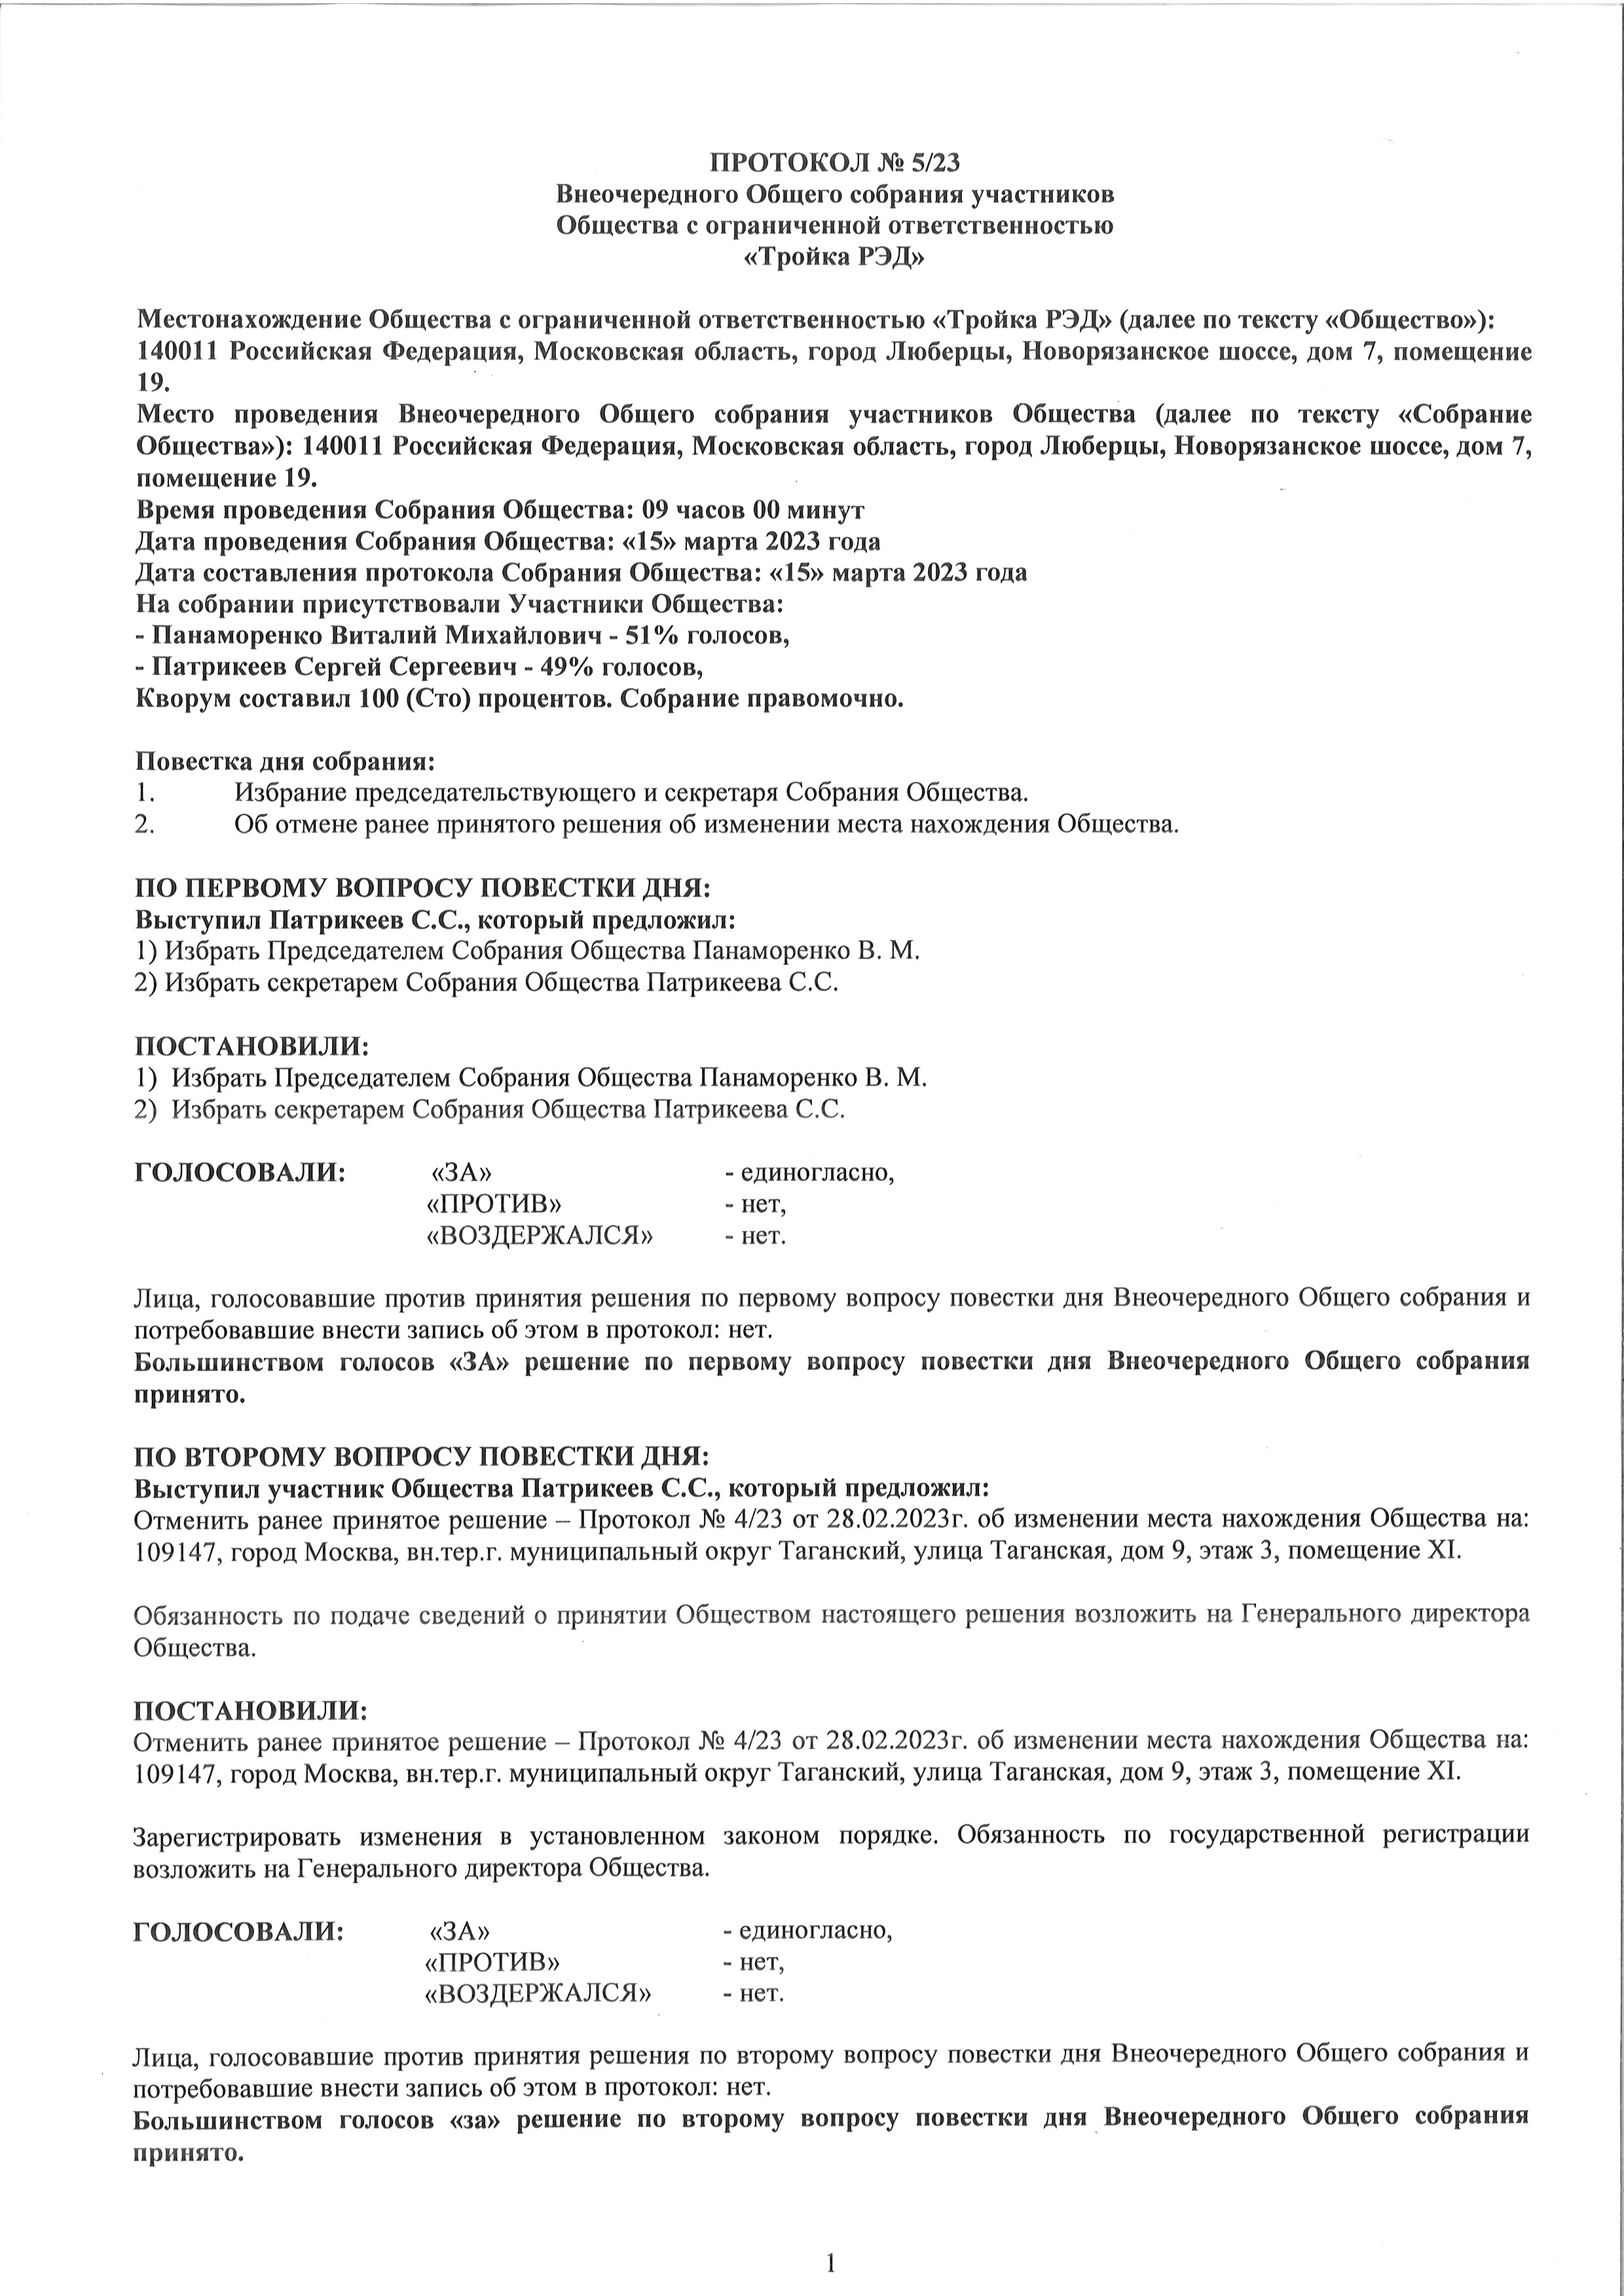 ПРОТОКОЛ № 5/23
Внеочередного Общего собрания участников
Общества с ограниченной ответственностью
«Тройка РЭД»
Местонахождение Общества с ограниченной ответственностью «Тройка РЭД» (далее по тексту «Общество»):
140011 Российская Федерация, Московская область, город Люберцы, Новорязанское шоссе, дом 7, помещение
19.
Место проведения Внеочередного Общего собрания участников Общества (далее по тексту «Собрание
Общества»): 140011 Российская Федерация, Московская область, город Люберцы, Новорязанское шоссе, дом 7,
помещение 19.
Время проведения Собрания Общества: 09 часов 00 минут
Дата проведения Собрания Общества: «15» марта 2023 года
Дата составления протокола Собрания Общества: «15» марта 2023 года
На собрании присутствовали Участники Общества:
- Панаморенко Виталий Михайлович - 51% голосов,
- Патрикеев Сергей Сергеевич - 49% голосов,
Кворум составил 100 (Сто) процентов. Собрание правомочно.
Повестка дня собрания:
1. Избрание председательствующего и секретаря Собрания Общества.
2. Об отмене ранее принятого решения об изменении места нахождения Общества.
ПО ПЕРВОМУ ВОПРОСУ ПОВЕСТКИ ДНЯ:
Выступил Патрикеев С.С., который предложил:
1) Избрать Председателем Собрания Общества Панаморенко В. М.
2) Избрать секретарем Собрания Общества Патрикеева С.С.
ПОСТАНОВИЛИ:
1) Избрать Председателем Собрания Общества Панаморенко В. М.
2) Избрать секретарем Собрания Общества Патрикеева С.С.
ГОЛОСОВАЛИ: «ЗА» - единогласно,
«ПРОТИВ» - нет,
«ВОЗДЕРЖАЛСЯ» - нет.
Лица, голосовавшие против принятия решения по первому вопросу повестки дня Внеочередного Общего собрания и
потребовавшие внести запись об этом в протокол: нет.
Большинством голосов «ЗА» решение по первому вопросу повестки дня Внеочередного Общего собрания
принято.
ПО ВТОРОМУ ВОПРОСУ ПОВЕСТКИ ДНЯ:
Выступил участник Общества Патрикеев С.С., который предложил:
Отменить ранее принятое решение – Протокол № 4/23 от 28.02.2023г. об изменении места нахождения Общества на:
109147, город Москва, вн.тер.г. муниципальный округ Таганский, улица Таганская, дом 9, этаж 3, помещение XI.
Обязанность по подаче сведений о принятии Обществом настоящего решения возложить на Генерального директора
Общества.
ПОСТАНОВИЛИ:
Отменить ранее принятое решение – Протокол № 4/23 от 28.02.2023г. об изменении места нахождения Общества на:
109147, город Москва, вн.тер.г. муниципальный округ Таганский, улица Таганская, дом 9, этаж 3, помещение XI.
Зарегистрировать изменения в установленном законом порядке. Обязанность по государственной регистрации
возложить на Генерального директора Общества.
ГОЛОСОВАЛИ: «ЗА» - единогласно,
«ПРОТИВ» - нет,
«ВОЗДЕРЖАЛСЯ» - нет.
Лица, голосовавшие против принятия решения по второму вопросу повестки дня Внеочередного Общего собрания и
потребовавшие внести запись об этом в протокол: нет.
Большинством голосов «за» решение по второму вопросу повестки дня Внеочередного Общего собрания
принято.
1